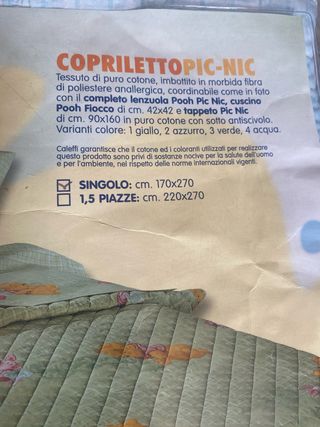 COPRILETTOPIC-NIC
Tessuto di puro cotone, imbottito in morbida fibra
di poliestere anallergica, coordinabile come in foto
con il completo lenzuola Pooh Pic Nic, cuscino
Pooh Fiocco di cm. 42x42 e tappeto Pic Nic
di cm. 90x160 in puro cotone con sotto antiscivolo.
Varianti colore: 1 giallo, 2 azzurro, 3 verde, 4 acqua.
Caleffi garantisce che il cotone ed i coloranti utilizzati per realizzare
questo prodotto sono privi di sostanze nocive per la salute dell'uomo
e per l'ambiente, nel rispetto delle norme internazionali vigenti.
SINGOLO: cm. 170x270
1,5 PIAZZE: cm. 220x270